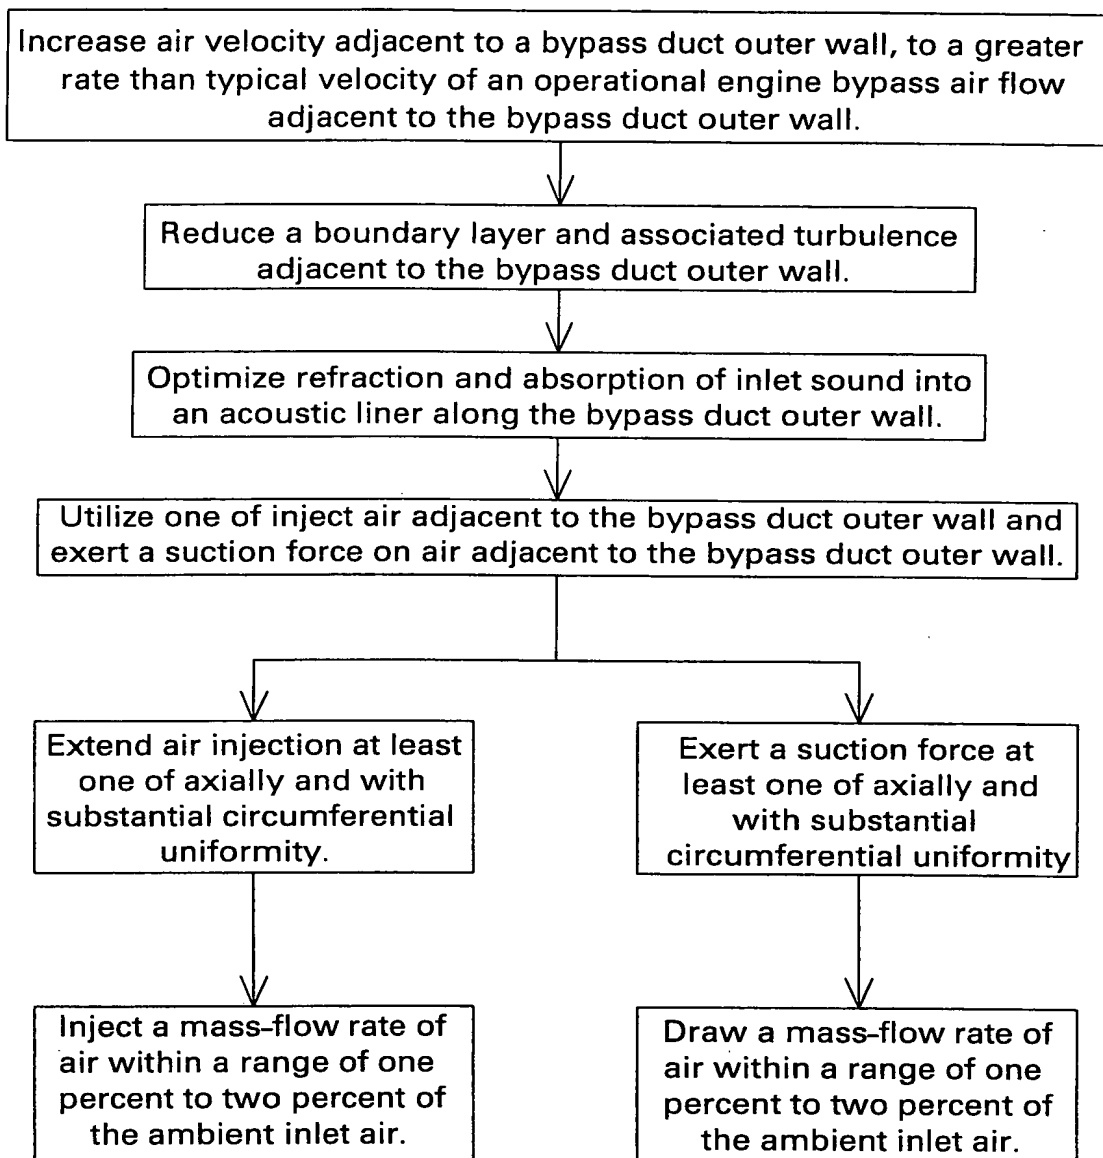 Increase air velocity adjacent to a bypass duct outer wall, to a greater
rate than typical velocity of an operational engine bypass air flow
adjacent to the bypass duct outer wall.
Reduce a boundary layer and associated turbulence
adjacent to the bypass duct outer wall.
Optimize refraction and absorption of inlet sound into
an acoustic liner along the bypass duct outer wall.
Utilize one of inject air adjacent to the bypass duct outer wall and
exert a suction force on air adjacent to the bypass duct outer wall.
Extend air injection at least
one of axially and with
substantial circumferential
uniformity.
Exert a suction force at
least one of axially and
with substantial
circumferential uniformity
Inject a mass-flow rate of
air within a range of one
percent to two percent of
the ambient inlet air.
Draw a mass-flow rate of
air within a range of one
percent to two percent of
the ambient inlet air.